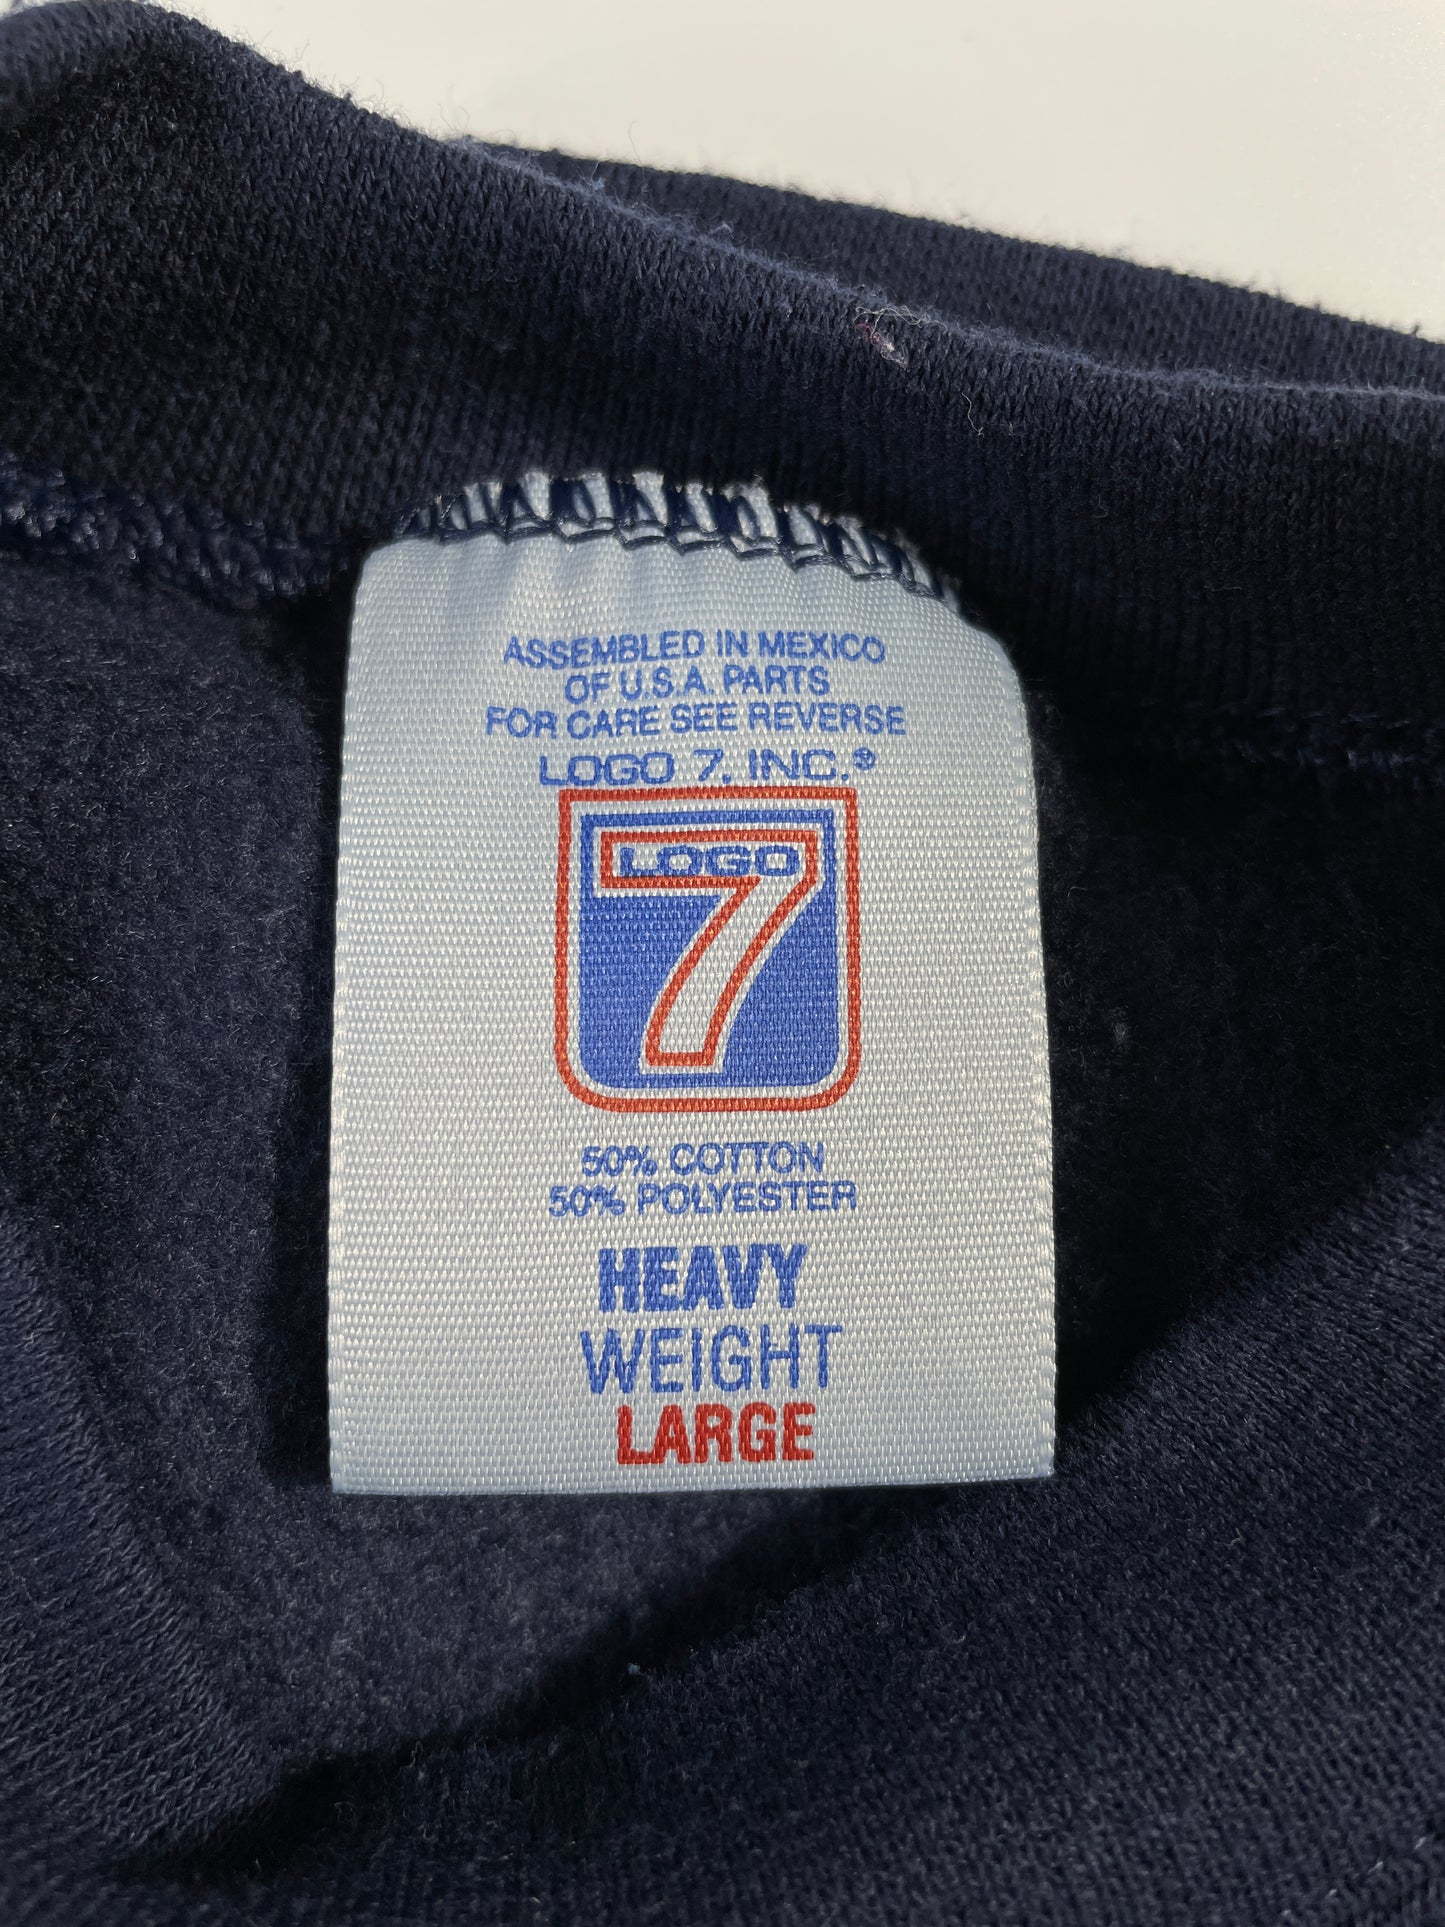 ASSEMBLED IN MEXICO
OF U.S.A. PARTS
FOR CARE SEE REVERSE
LOGO 7, INC.®
LOGO
7
50% COTTON
50% POLYESTER
HEAVY
WEIGHT
LARGE